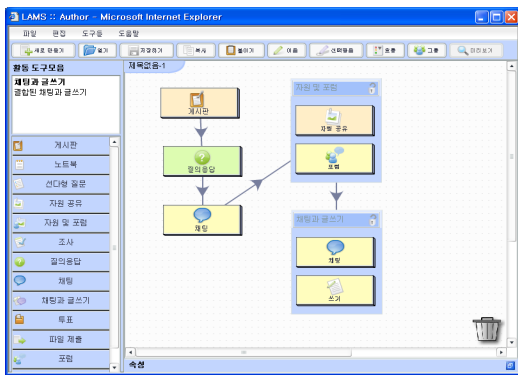 LAMS :: Author - Microsoft Internet Explorer
파일 편집 도구들 도움말
새로 만들기 열기 저장하기 복사 붙이기 이음 선택사항 흐름 그룹 미리보기
활동 도구모음
제목없음-1
채팅과 글쓰기
결합된 채팅과 글쓰기
게시판
노트북
선다형 질문
자원 공유
자원 및 포럼
조사
질의응답
채팅
채팅과 글쓰기
투표
파일 제출
포럼
게시판
질의응답
채팅
자원 및 포럼
자원 공유
포럼
채팅과 글쓰기
채팅
쓰기
속성